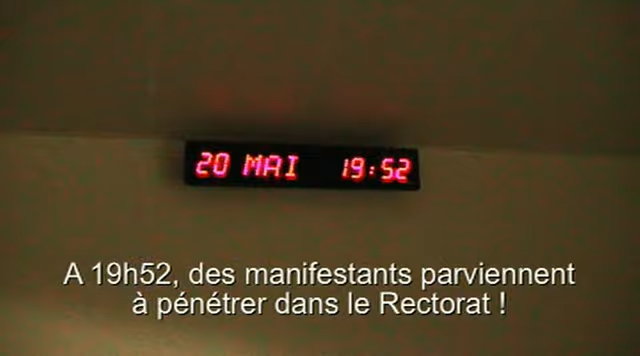 20 MAI 19:52
A 19h52, des manifestants parviennent
à pénétrer dans le Rectorat !